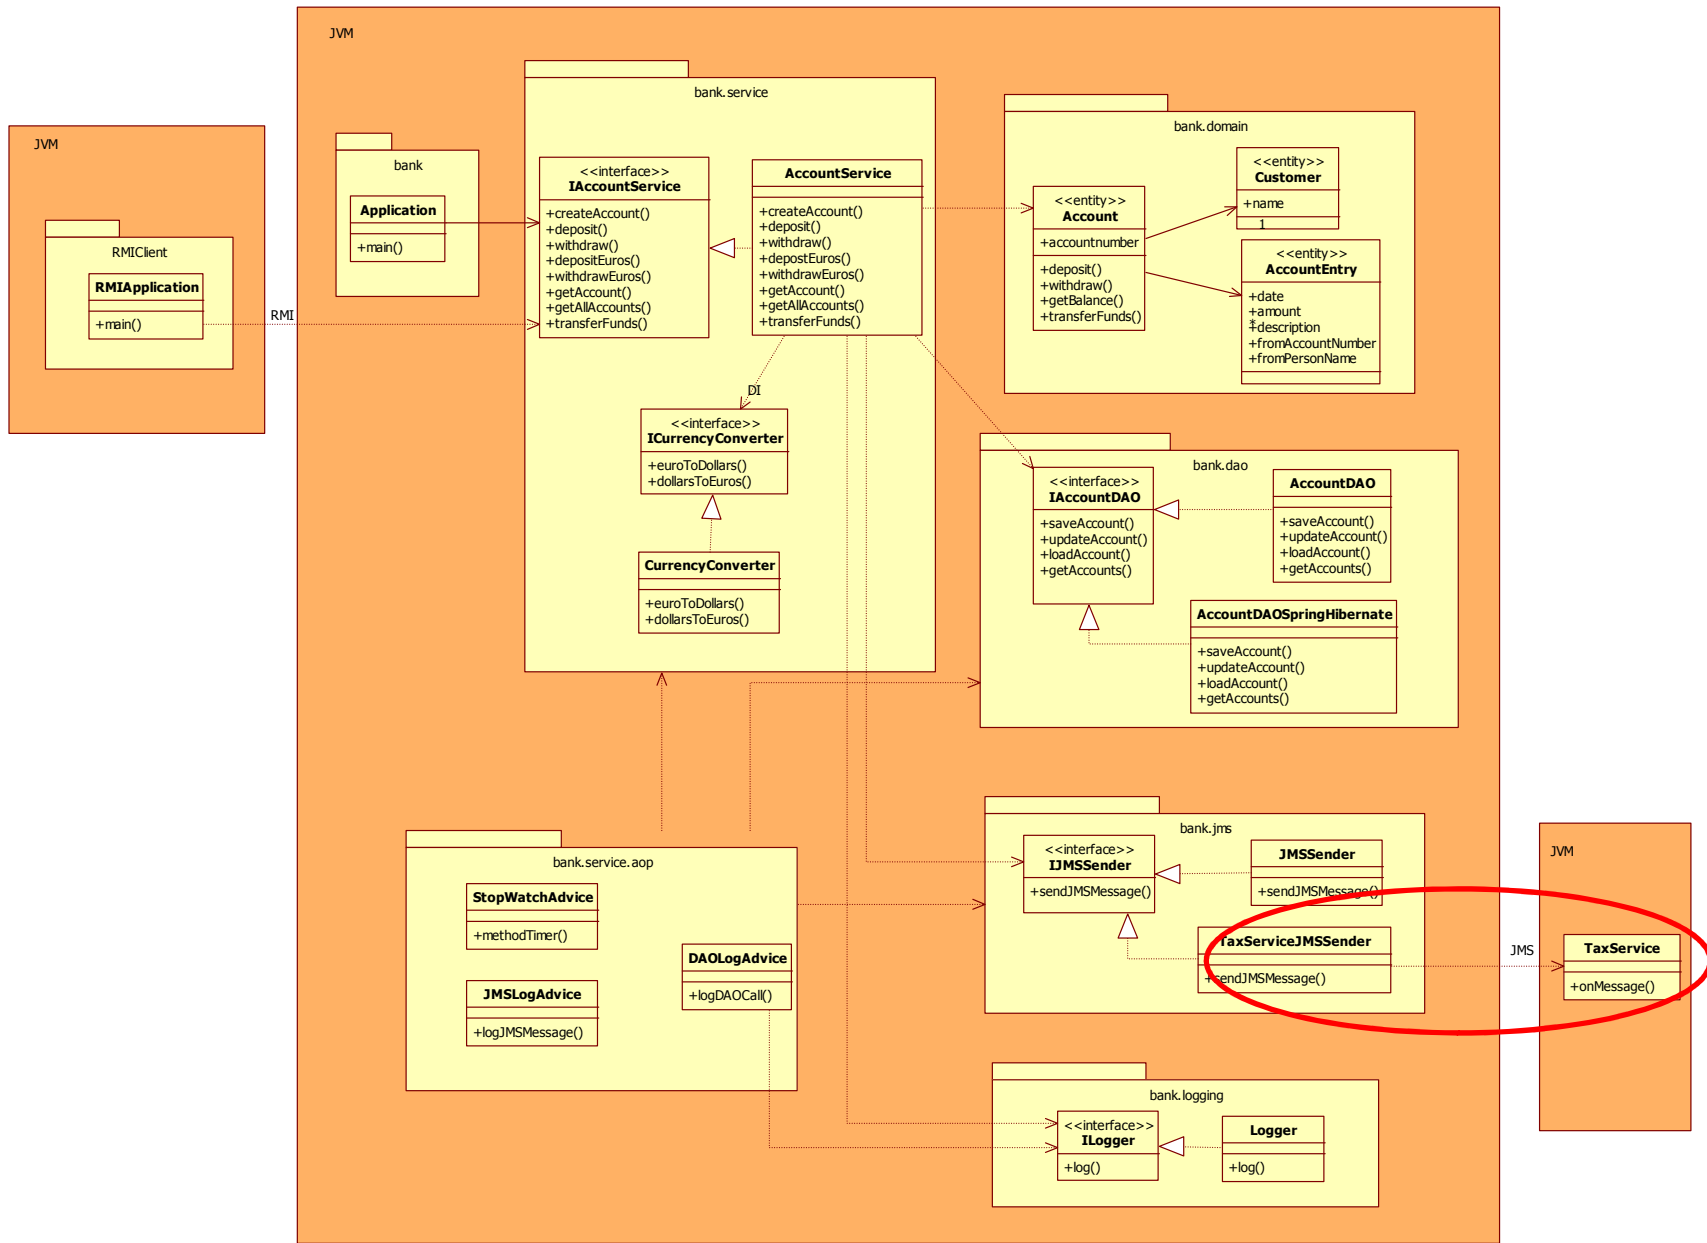 JVM
JVM
RMIClient
RMIApplication
+main()
RMI
bank
Application
+main()
bank.service
<<interface>>
IAccountService
+createAccount()
+deposit()
+withdraw()
+depositEuros()
+withdrawEuros()
+getAccount()
+getAllAccounts()
+transferFunds()
AccountService
+createAccount()
+deposit()
+withdraw()
+depostEuros()
+withdrawEuros()
+getAccount()
+getAllAccounts()
+transferFunds()
DI
<<interface>>
ICurrencyConverter
+euroToDollars()
+dollarsToEuros()
CurrencyConverter
+euroToDollars()
+dollarsToEuros()
bank.domain
<<entity>>
Account
+accountnumber
+deposit()
+withdraw()
+getBalance()
+transferFunds()
<<entity>>
Customer
+name
1
<<entity>>
AccountEntry
+date
+amount
*
+description
+fromAccountNumber
+fromPersonName
bank.dao
<<interface>>
IAccountDAO
+saveAccount()
+updateAccount()
+loadAccount()
+getAccounts()
AccountDAO
+saveAccount()
+updateAccount()
+loadAccount()
+getAccounts()
AccountDAOSpringHibernate
+saveAccount()
+updateAccount()
+loadAccount()
+getAccounts()
bank.service.aop
StopWatchAdvice
+methodTimer()
JMSLogAdvice
+logJMSMessage()
DAOLogAdvice
+logDAOCall()
bank.jms
<<interface>>
IJMSSender
+sendJMSMessage()
JMSSender
+sendJMSMessage()
TaxServiceJMSSender
+sendJMSMessage()
JMS
JVM
TaxService
+onMessage()
bank.logging
<<interface>>
ILogger
+log()
Logger
+log()